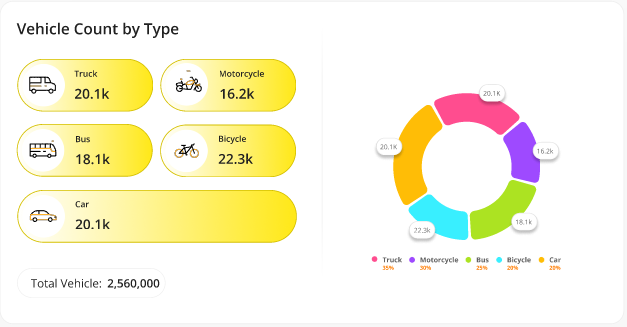 Vehicle Count by Type
Truck
20.1k
Motorcycle
16.2k
Bus
18.1k
Bicycle
22.3k
Car
20.1k
Total Vehicle: 2,560,000
20.1K
16.2k
18.1k
22.3k
20.1K
Truck Motorcycle Bus Bicycle Car
35% 30% 25% 20% 20%